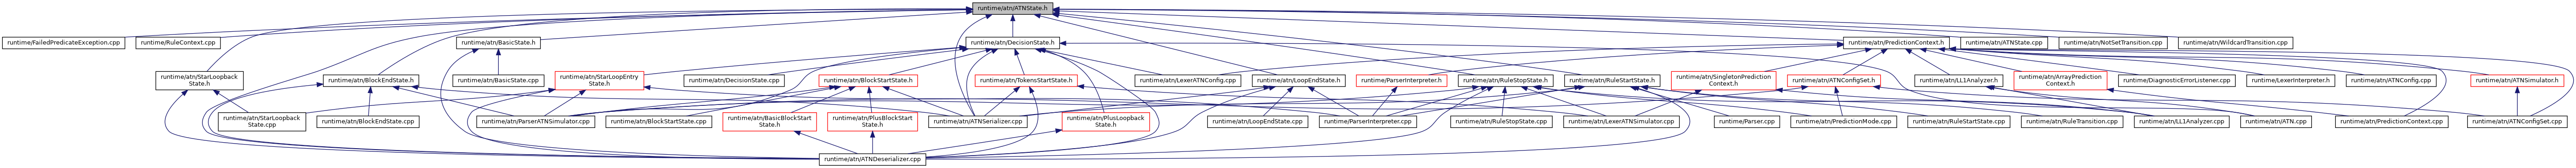 runtime/atn/ATNState.h
runtime/FailedPredicateException.cpp
runtime/RuleContext.cpp
runtime/atn/BasicState.h
runtime/atn/DecisionState.h
runtime/atn/PredictionContext.h
runtime/atn/ATNState.cpp
runtime/atn/NotSetTransition.cpp
runtime/atn/WildcardTransition.cpp
runtime/atn/StarLoopback
State.h
runtime/atn/BlockEndState.h
runtime/atn/BasicState.cpp
runtime/atn/StarLoopEntry
State.h
runtime/atn/DecisionState.cpp
runtime/atn/BlockStartState.h
runtime/atn/TokensStartState.h
runtime/atn/LexerATNConfig.cpp
runtime/atn/LoopEndState.h
runtime/ParserInterpreter.h
runtime/atn/RuleStopState.h
runtime/atn/RuleStartState.h
runtime/atn/SingletonPrediction
Context.h
runtime/atn/ATNConfigSet.h
runtime/atn/LL1Analyzer.h
runtime/atn/ArrayPrediction
Context.h
runtime/DiagnosticErrorListener.cpp
runtime/LexerInterpreter.h
runtime/atn/ATNConfig.cpp
runtime/atn/ATNSimulator.h
runtime/atn/StarLoopback
State.cpp
runtime/atn/BlockEndState.cpp
runtime/atn/ParserATNSimulator.cpp
runtime/atn/BlockStartState.cpp
runtime/atn/BasicBlockStart
State.h
runtime/atn/PlusBlockStart
State.h
runtime/atn/ATNSerializer.cpp
runtime/atn/PlusLoopback
State.h
runtime/atn/LoopEndState.cpp
runtime/ParserInterpreter.cpp
runtime/atn/RuleStopState.cpp
runtime/atn/LexerATNSimulator.cpp
runtime/Parser.cpp
runtime/atn/PredictionMode.cpp
runtime/atn/RuleStartState.cpp
runtime/atn/RuleTransition.cpp
runtime/atn/LL1Analyzer.cpp
runtime/atn/ATN.cpp
runtime/atn/PredictionContext.cpp
runtime/atn/ATNConfigSet.cpp
runtime/atn/ATNDeserializer.cpp